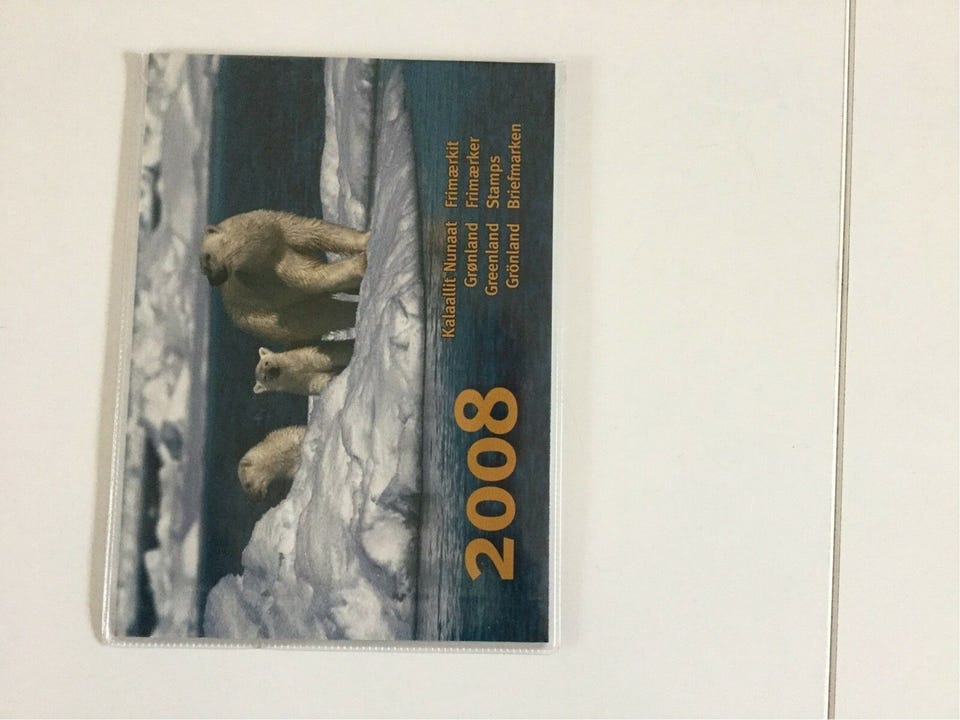 Kalaallit Nunaat Frimærkit
Grønland Frimærker
Greenland Stamps
Grönland Briefmarken
2008